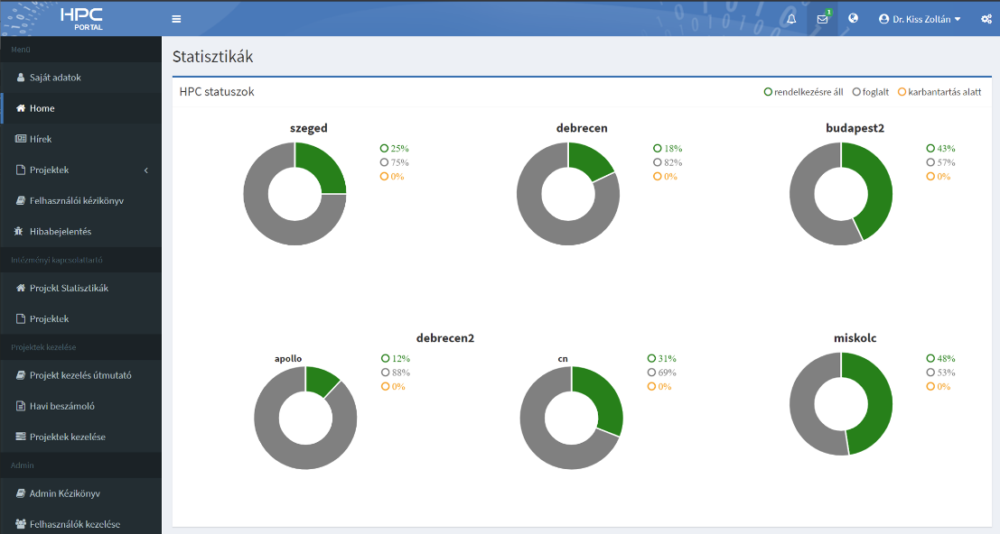 HPC
PORTAL
1
Dr. Kiss Zoltán
Menü
Saját adatok
Home
Hírek
Projektek
Felhasználói kézikönyv
Hibabejelentés
Intézményi kapcsolattartó
Projekt Statisztikák
Projektek
Projektek kezelése
Projekt kezelés útmutató
Havi beszámoló
Projektek kezelése
Admin
Admin Kézikönyv
Felhasználók kezelése
Statisztikák
HPC statuszok
rendelkezésre áll foglalt karbantartás alatt
szeged
25%
75%
0%
debrecen
18%
82%
0%
budapest2
43%
57%
0%
debrecen2
apollo
12%
88%
0%
cn
31%
69%
0%
miskolc
48%
53%
0%